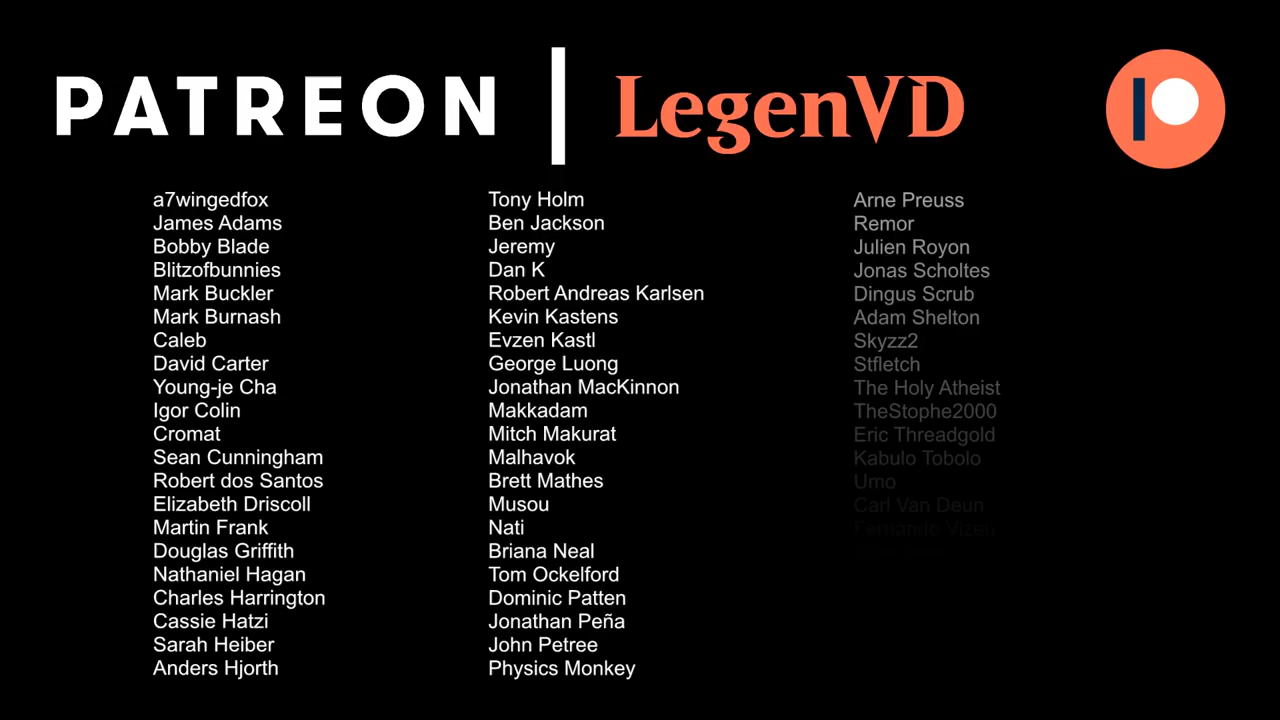 PATREON | LegenVD
a7wingedfox
James Adams
Bobby Blade
Blitzofbunnies
Mark Buckler
Mark Burnash
Caleb
David Carter
Young-je Cha
Igor Colin
Cromat
Sean Cunningham
Robert dos Santos
Elizabeth Driscoll
Martin Frank
Douglas Griffith
Nathaniel Hagan
Charles Harrington
Cassie Hatzi
Sarah Heiber
Anders Hjorth
Tony Holm
Ben Jackson
Jeremy
Dan K
Robert Andreas Karlsen
Kevin Kastens
Evzen Kastl
George Luong
Jonathan MacKinnon
Makkadam
Mitch Makurat
Malhavok
Brett Mathes
Musou
Nati
Briana Neal
Tom Ockelford
Dominic Patten
Jonathan Peña
John Petree
Physics Monkey
Arne Preuss
Remor
Julien Royon
Jonas Scholtes
Dingus Scrub
Adam Shelton
Skyzz2
Stfletch
The Holy Atheist
TheStophe2000
Eric Threadgold
Kabulo Tobolo
Umo
Carl Van Deun
Fernando Vizeu